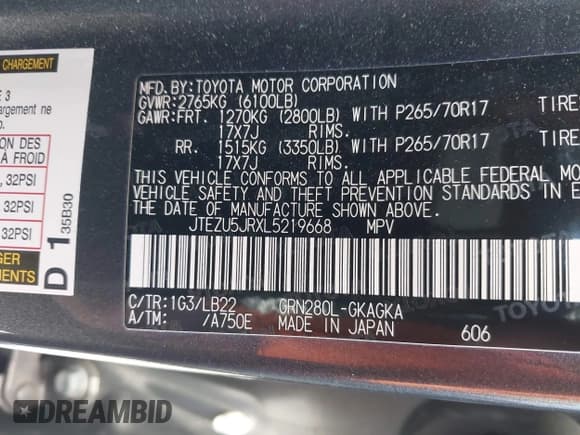 CHARGEMENT
E 3
chargement ne
ION DES
À FROID
, 32PSI
, 32PSI
32PSI
GER
MENTS
D 1
35B30
MFD.BY:TOYOTA MOTOR CORPORATION
GVWR:2765KG (6100LB)
GAWR:FRT. 1270KG (2800LB) WITH P265/70R17 TIRE
17X7J RIMS.
RR. 1515KG (3350LB) WITH P265/70R17 TIRE
17X7J RIMS.
THIS VEHICLE CONFORMS TO ALL APPLICABLE FEDERAL MO
VEHICLE SAFETY AND THEFT PREVENTION STANDARDS IN E
THE DATE OF MANUFACTURE SHOWN ABOVE.
JTEZU5JRXL5219668 MPV
C/TR:1G3/LB22 GRN280L-GKAGKA
A/TM: /A750E MADE IN JAPAN 606
DREAMBID